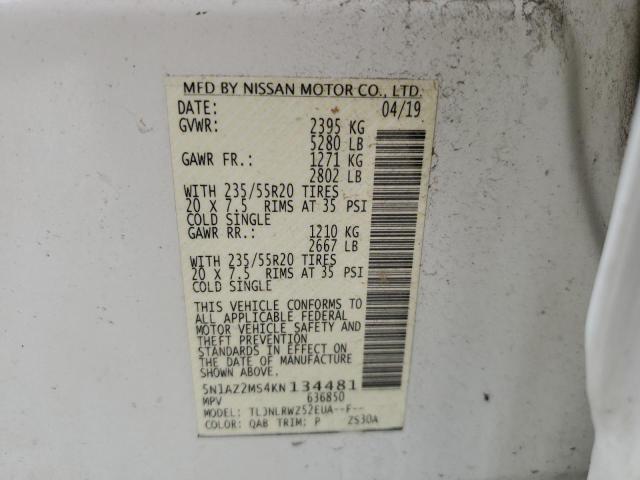 MFD BY NISSAN MOTOR CO., LTD.
DATE: 04/19
GVWR: 2395 KG
5280 LB
GAWR FR.: 1271 KG
2802 LB
WITH 235/55R20 TIRES
20 X 7.5 RIMS AT 35 PSI
COLD SINGLE
GAWR RR.: 1210 KG
2667 LB
WITH 235/55R20 TIRES
20 X 7.5 RIMS AT 35 PSI
COLD SINGLE
THIS VEHICLE CONFORMS TO
ALL APPLICABLE FEDERAL
MOTOR VEHICLE SAFETY AND
THEFT PREVENTION
STANDARDS IN EFFECT ON
THE DATE OF MANUFACTURE
SHOWN ABOVE.
5N1AZ2MS4KN134481
MPV 636850
MODEL: TLJNLRWZ52EUA--F--
COLOR: QAB TRIM: P ZS30A